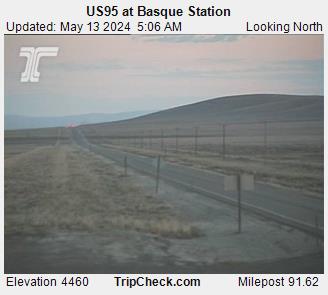 US95 at Basque Station
Updated: May 13 2024 5:06 AM Looking North
Elevation 4460 TripCheck.com Milepost 91.62